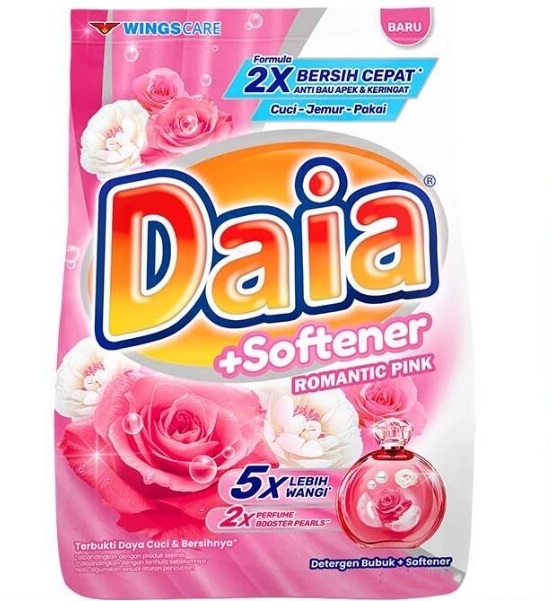 WINGSCARE
BARU
Formula
2X BERSIH CEPAT*
ANTI BAU APEK & KERINGAT
Cuci - Jemur - Pakai
Daia®
+Softener
ROMANTIC PINK
5X LEBIH
WANGI*
2X PERFUME
BOOSTER PEARLS**
Terbukti Daya Cuci & Bersihnya^
Detergen Bubuk + Softener